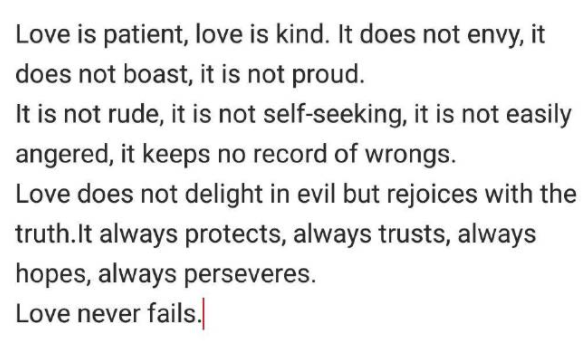 Love is patient, love is kind. It does not envy, it
does not boast, it is not proud.
It is not rude, it is not self-seeking, it is not easily
angered, it keeps no record of wrongs.
Love does not delight in evil but rejoices with the
truth.It always protects, always trusts, always
hopes, always perseveres.
Love never fails.